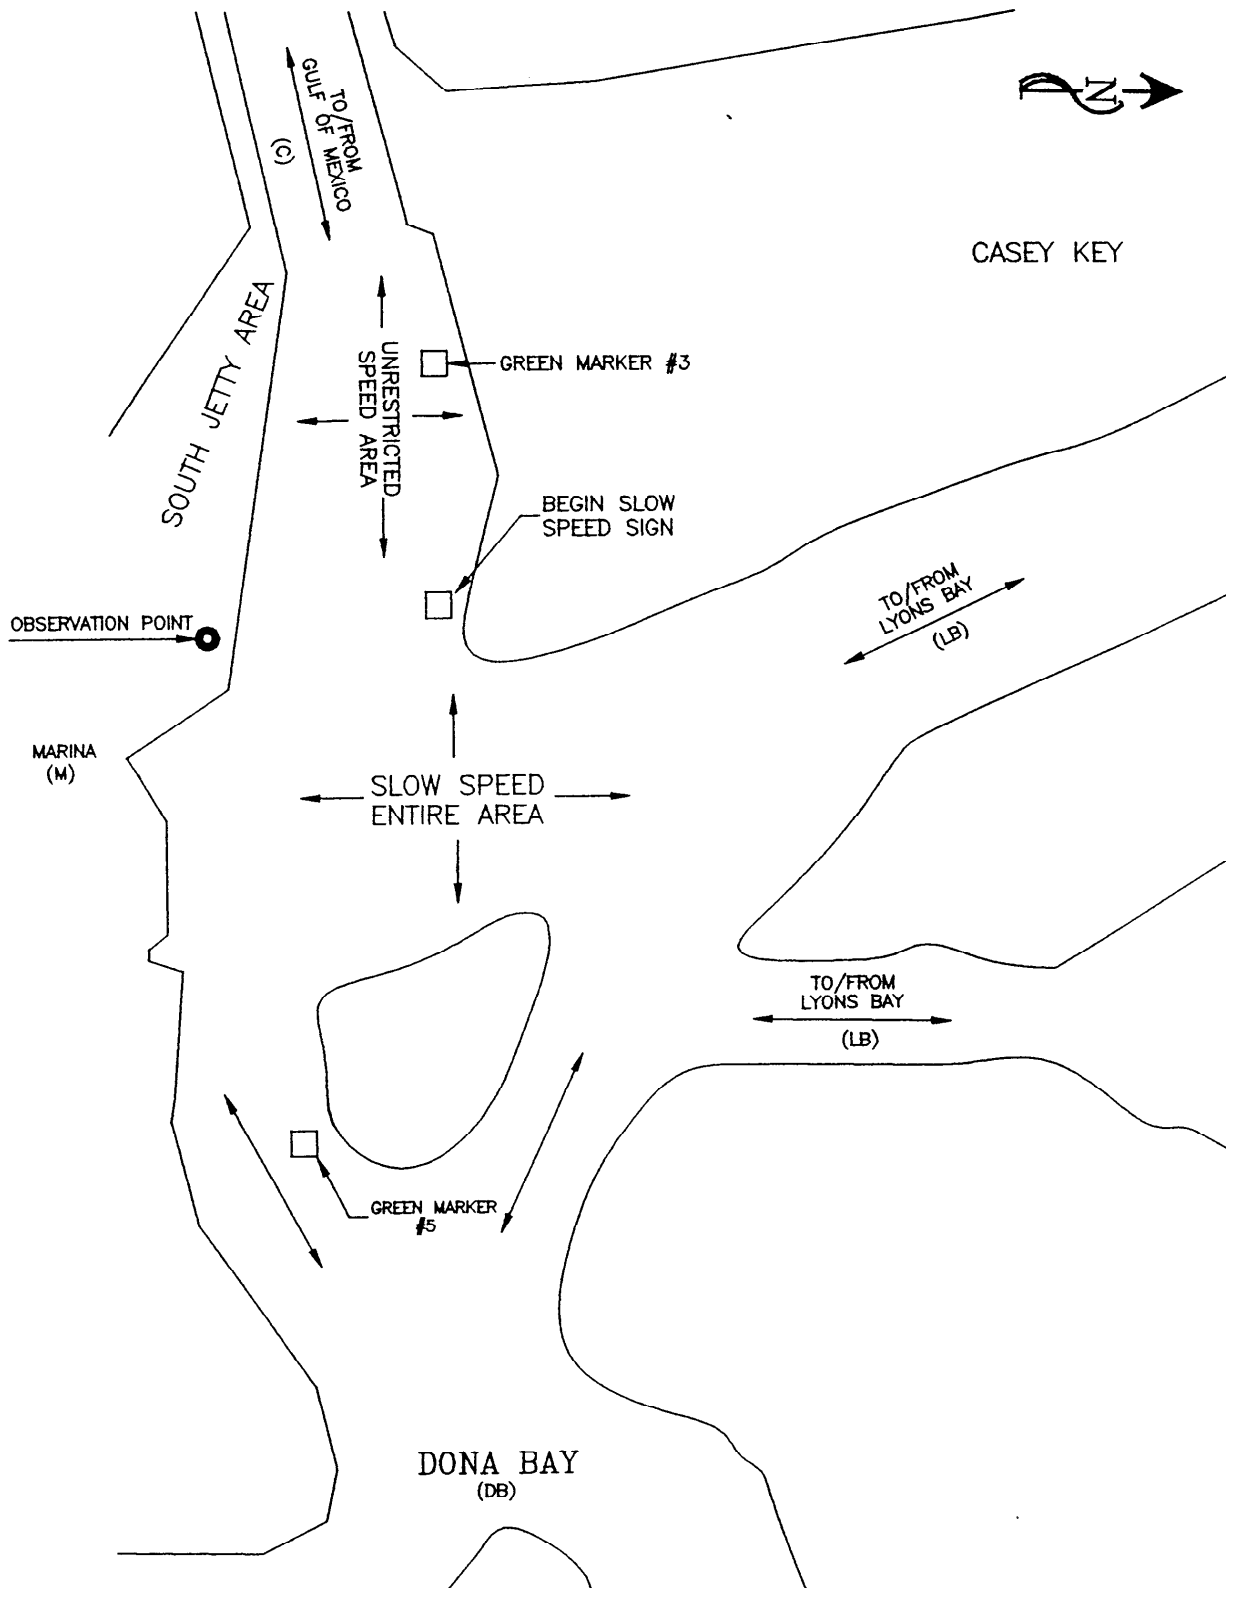 TO/FROM
GULF OF MEXICO
(C)
N
CASEY KEY
SOUTH JETTY AREA
UNRESTRICTED
SPEED AREA
GREEN MARKER #3
BEGIN SLOW
SPEED SIGN
TO/FROM
LYONS BAY
(LB)
OBSERVATION POINT
MARINA
(M)
SLOW SPEED
ENTIRE AREA
TO/FROM
LYONS BAY
(LB)
GREEN MARKER
#5
DONA BAY
(DB)